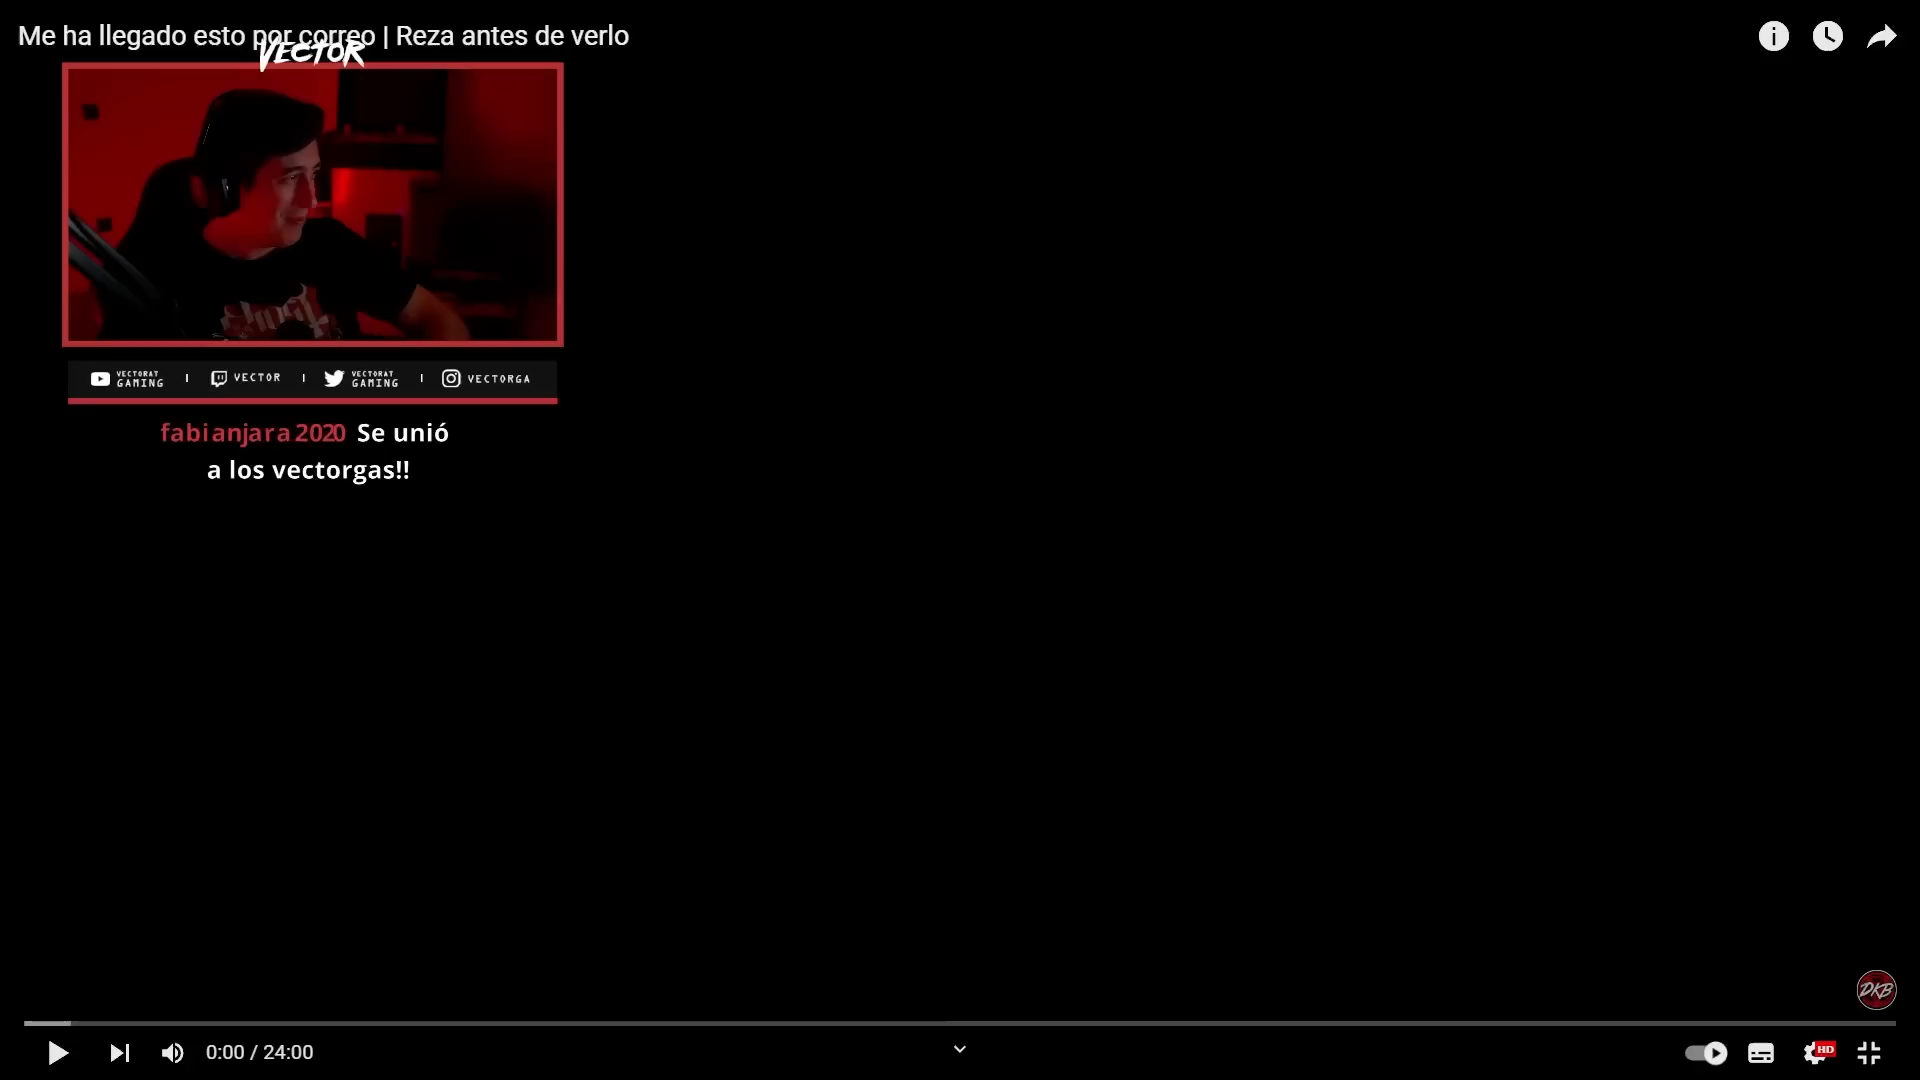 Me ha llegado esto por correo | Reza antes de verlo
VECTOR
VECTORAT GAMING
VECTOR
VECTORAT GAMING
VECTORGA
fabianjara2020 Se unió
a los vectorgas!!
DKB
0:00 / 24:00
HD